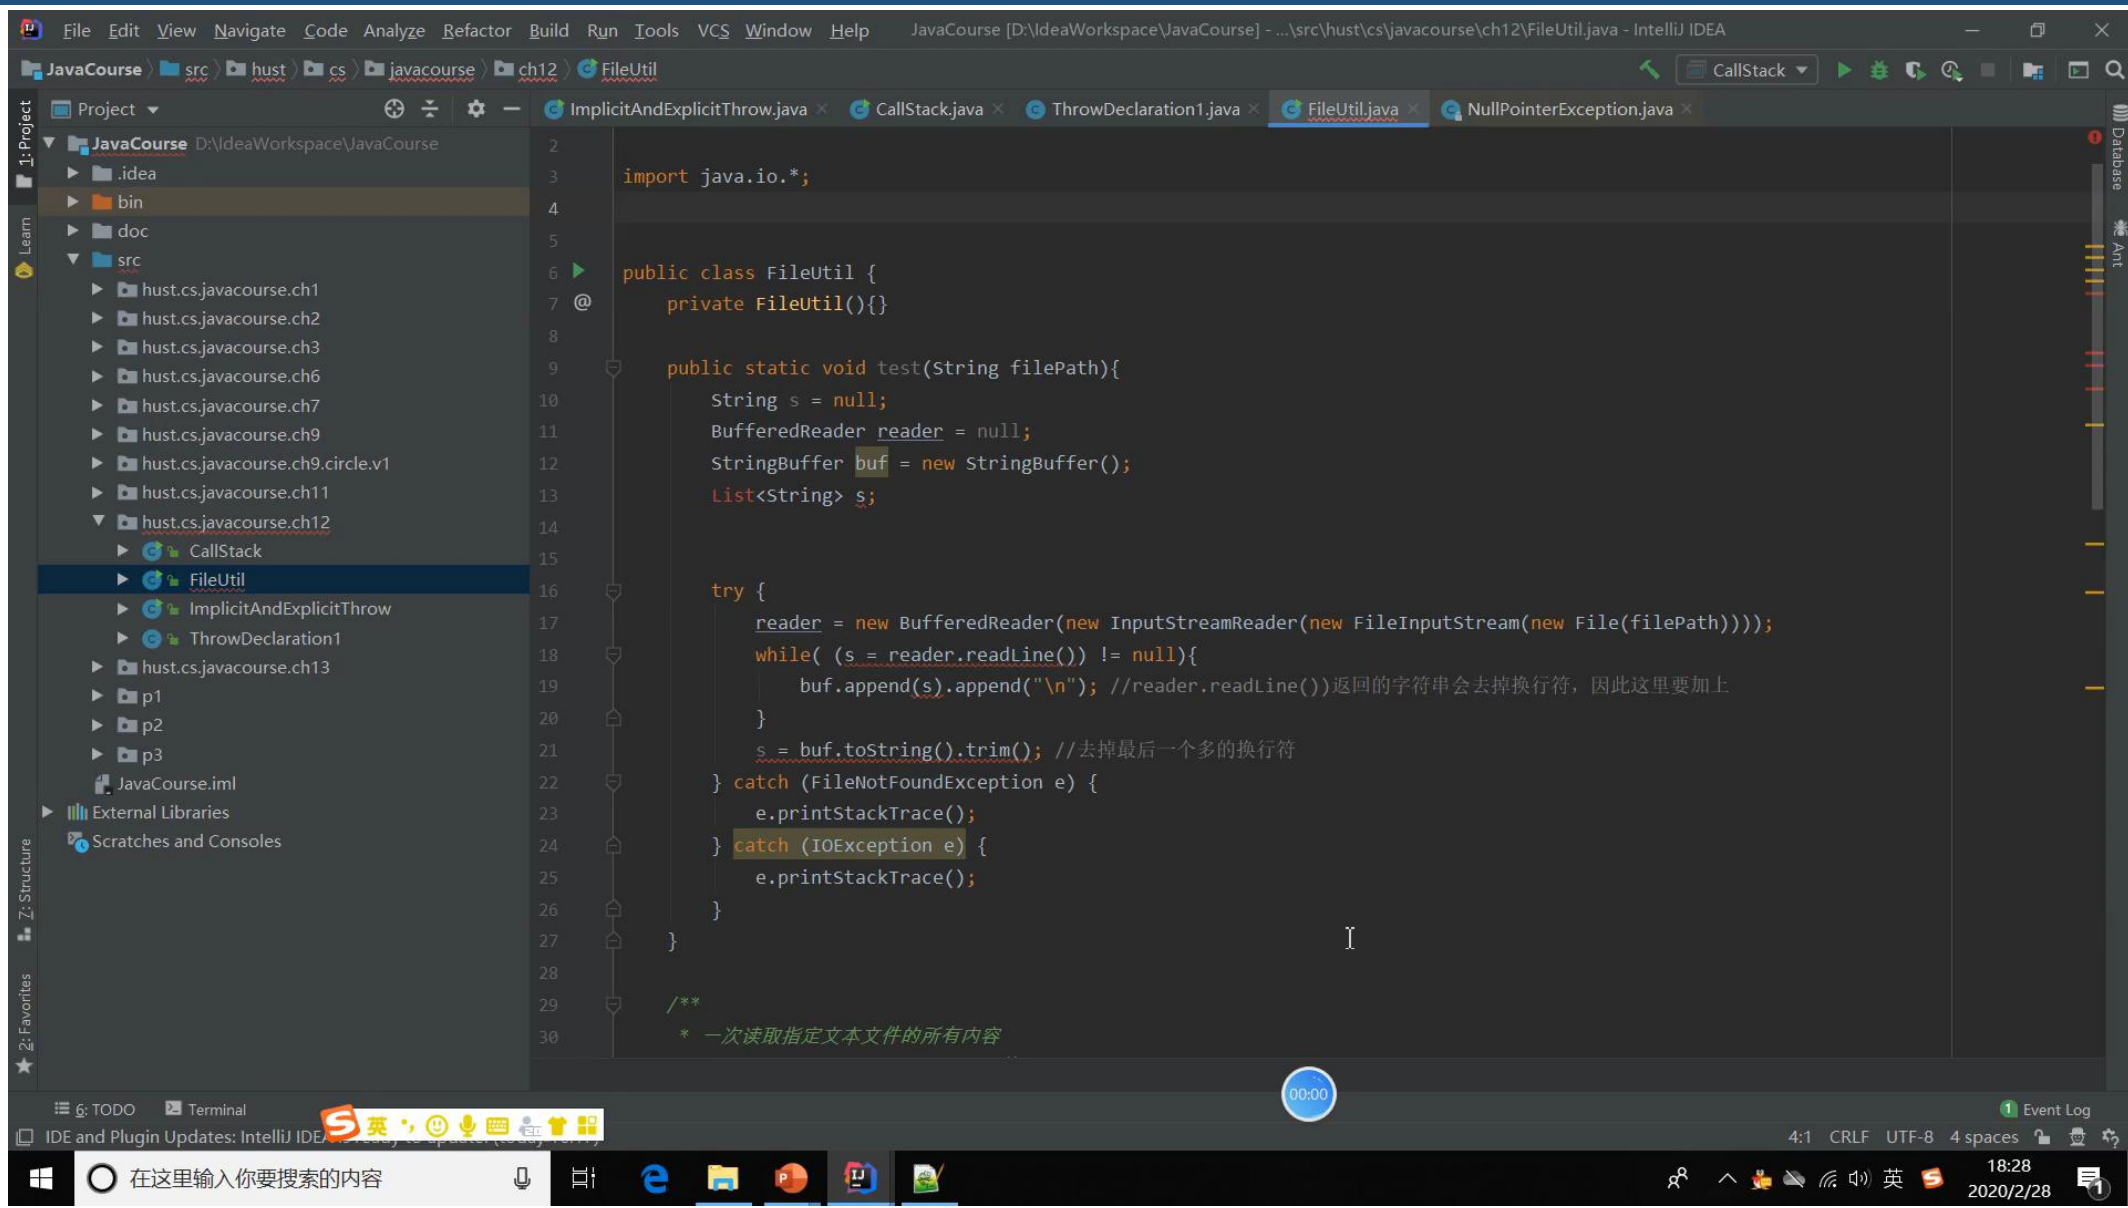 File Edit View Navigate Code Analyze Refactor Build Run Tools VCS Window Help JavaCourse [D:\IdeaWorkspace\JavaCourse] - ...\src\hust\cs\javacourse\ch12\FileUtil.java - IntelliJ IDEA
JavaCourse src hust cs javacourse ch12 FileUtil CallStack
Project ImplicitAndExplicitThrow.java CallStack.java ThrowDeclaration1.java FileUtil.java NullPointerException.java
1: Project
Learn
Z: Structure
2: Favorites
Database
Ant
JavaCourse D:\IdeaWorkspace\JavaCourse
.idea
bin
doc
src
hust.cs.javacourse.ch1
hust.cs.javacourse.ch2
hust.cs.javacourse.ch3
hust.cs.javacourse.ch6
hust.cs.javacourse.ch7
hust.cs.javacourse.ch9
hust.cs.javacourse.ch9.circle.v1
hust.cs.javacourse.ch11
hust.cs.javacourse.ch12
CallStack
FileUtil
ImplicitAndExplicitThrow
ThrowDeclaration1
hust.cs.javacourse.ch13
p1
p2
p3
JavaCourse.iml
External Libraries
Scratches and Consoles
2
3 import java.io.*;
4
5
6 public class FileUtil {
7 @ private FileUtil(){}
8
9 public static void test(String filePath){
10 String s = null;
11 BufferedReader reader = null;
12 StringBuffer buf = new StringBuffer();
13 List<String> s;
14
15
16 try {
17 reader = new BufferedReader(new InputStreamReader(new FileInputStream(new File(filePath))));
18 while( (s = reader.readLine()) != null){
19 buf.append(s).append("\n"); //reader.readLine())返回的字符串会去掉换行符，因此这里要加上
20 }
21 s = buf.toString().trim(); //去掉最后一个多的换行符
22 } catch (FileNotFoundException e) {
23 e.printStackTrace();
24 } catch (IOException e) {
25 e.printStackTrace();
26 }
27 }
28
29 /**
30 * 一次读取指定文本文件的所有内容
00:00
6: TODO Terminal 1 Event Log
英
IDE and Plugin Updates: IntelliJ IDEA 4:1 CRLF UTF-8 4 spaces
在这里输入你要搜索的内容 英 18:28
2020/2/28 1